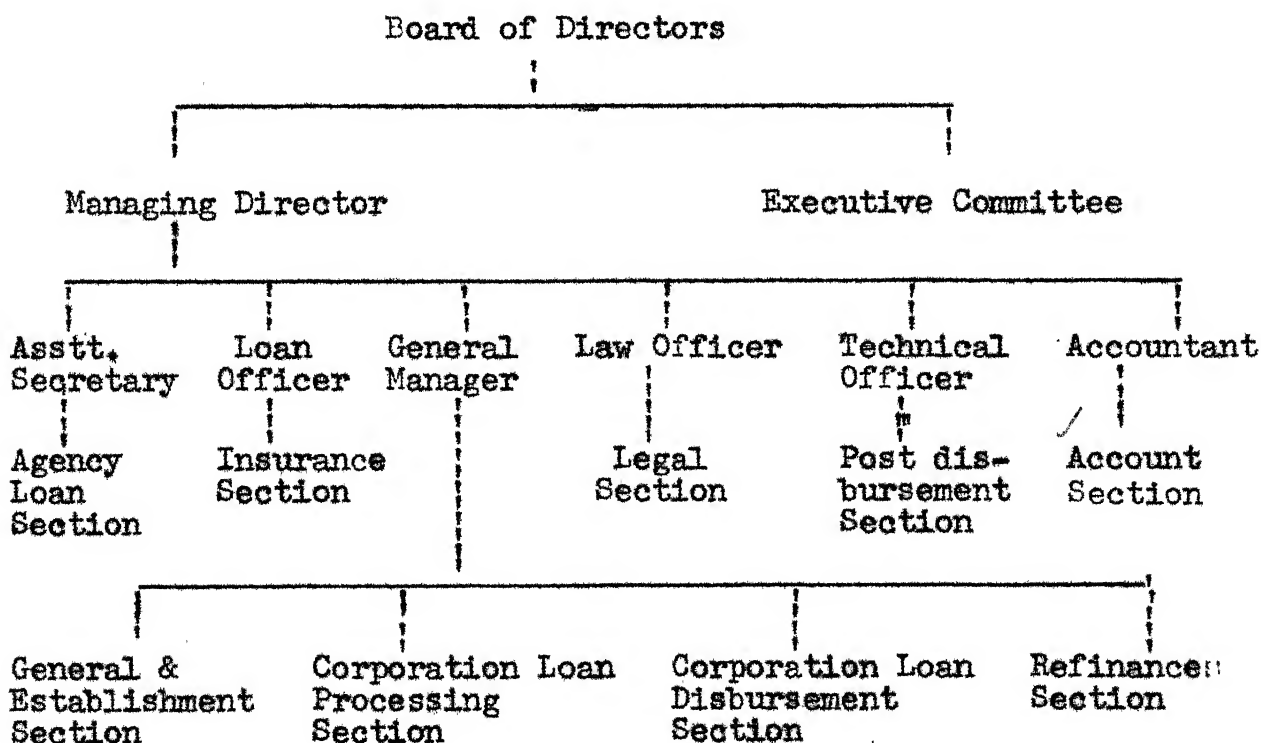 Board of Directors
Managing Director Executive Committee
Asstt. Loan General Law Officer Technical Accountant
Secretary Officer Manager Officer
Agency Insurance Legal Post dis- Account
Loan Section Section bursement Section
Section Section
General & Corporation Loan Corporation Loan Refinance
Establishment Processing Disbursement Section
Section Section Section